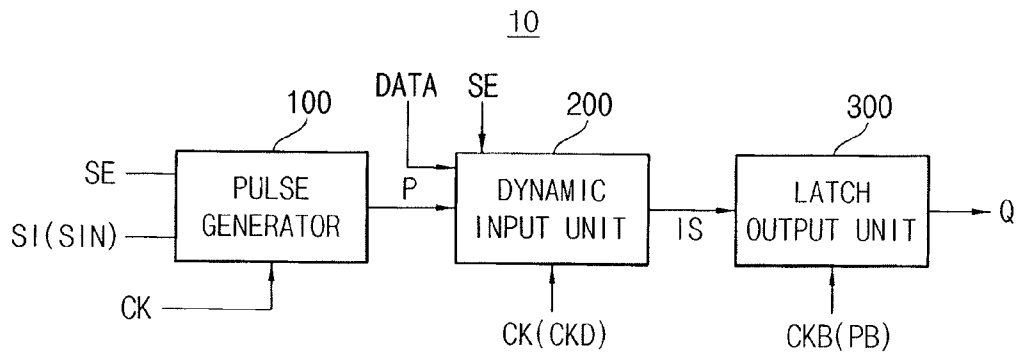 10
DATA SE
100 200 300
SE
SI(SIN)
PULSE
GENERATOR
P
DYNAMIC
INPUT UNIT
IS
LATCH
OUTPUT UNIT
Q
CK
CK(CKD)
CKB(PB)